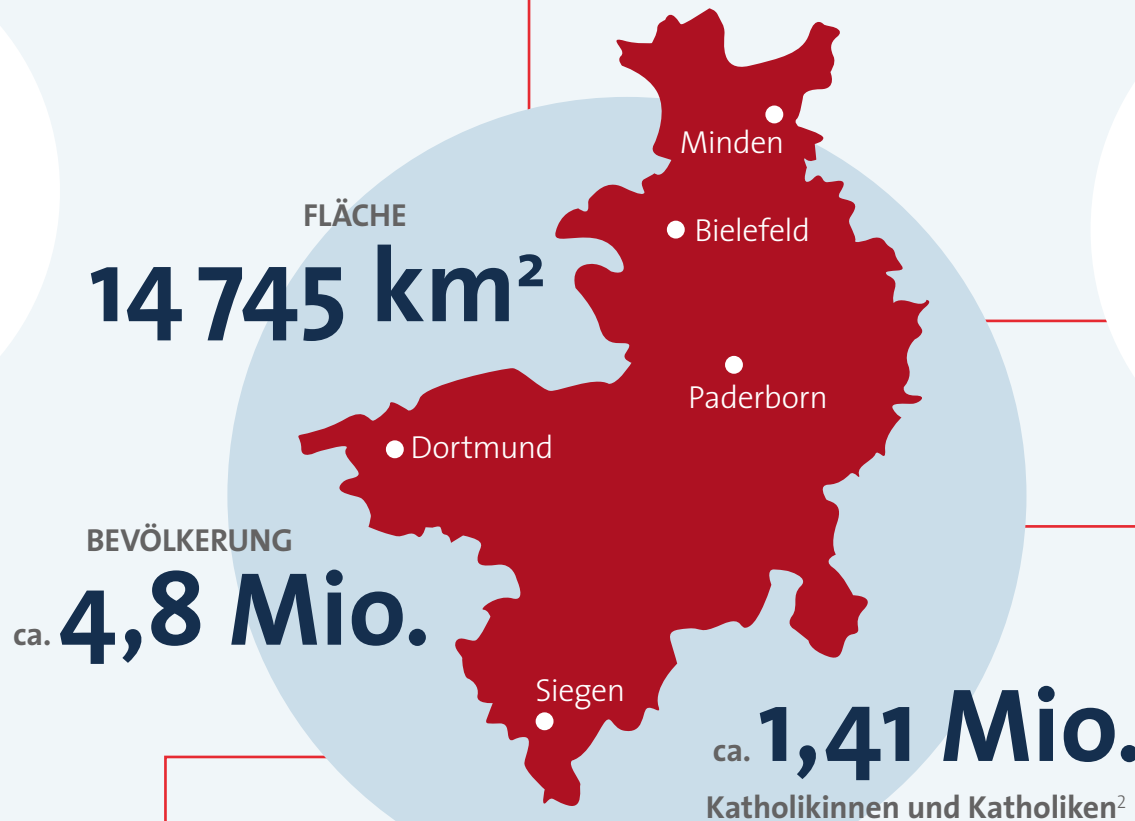 Minden
FLÄCHE
Bielefeld
14 745 km²
Paderborn
Dortmund
BEVÖLKERUNG
ca. 4,8 Mio.
Siegen
ca. 1,41 Mio.
Katholikinnen und Katholiken²